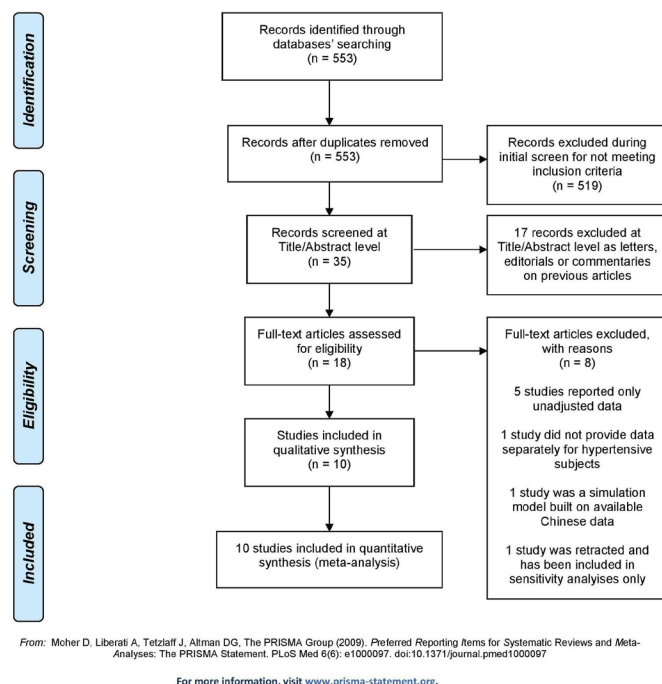 Identification
Records identified through
databases' searching
(n = 553)
Records after duplicates removed
(n = 553)
Records excluded during
initial screen for not meeting
inclusion criteria
(n = 519)
Screening
Records screened at
Title/Abstract level
(n = 35)
17 records excluded at
Title/Abstract level as letters,
editorials or commentaries
on previous articles
Eligibility
Full-text articles assessed
for eligibility
(n = 18)
Full-text articles excluded,
with reasons
(n = 8)
5 studies reported only
unadjusted data
1 study did not provide data
separately for hypertensive
subjects
1 study was a simulation
model built on available
Chinese data
1 study was retracted and
has been included in
sensitivity analyises only
Studies included in
qualitative synthesis
(n = 10)
Included
10 studies included in quantitative
synthesis (meta-analysis)
From: Moher D, Liberati A, Tetzlaff J, Altman DG, The PRISMA Group (2009). Preferred Reporting Items for Systematic Reviews and Meta-
Analyses: The PRISMA Statement. PLoS Med 6(6): e1000097. doi:10.1371/journal.pmed1000097
For more information, visit www.prisma-statement.org.